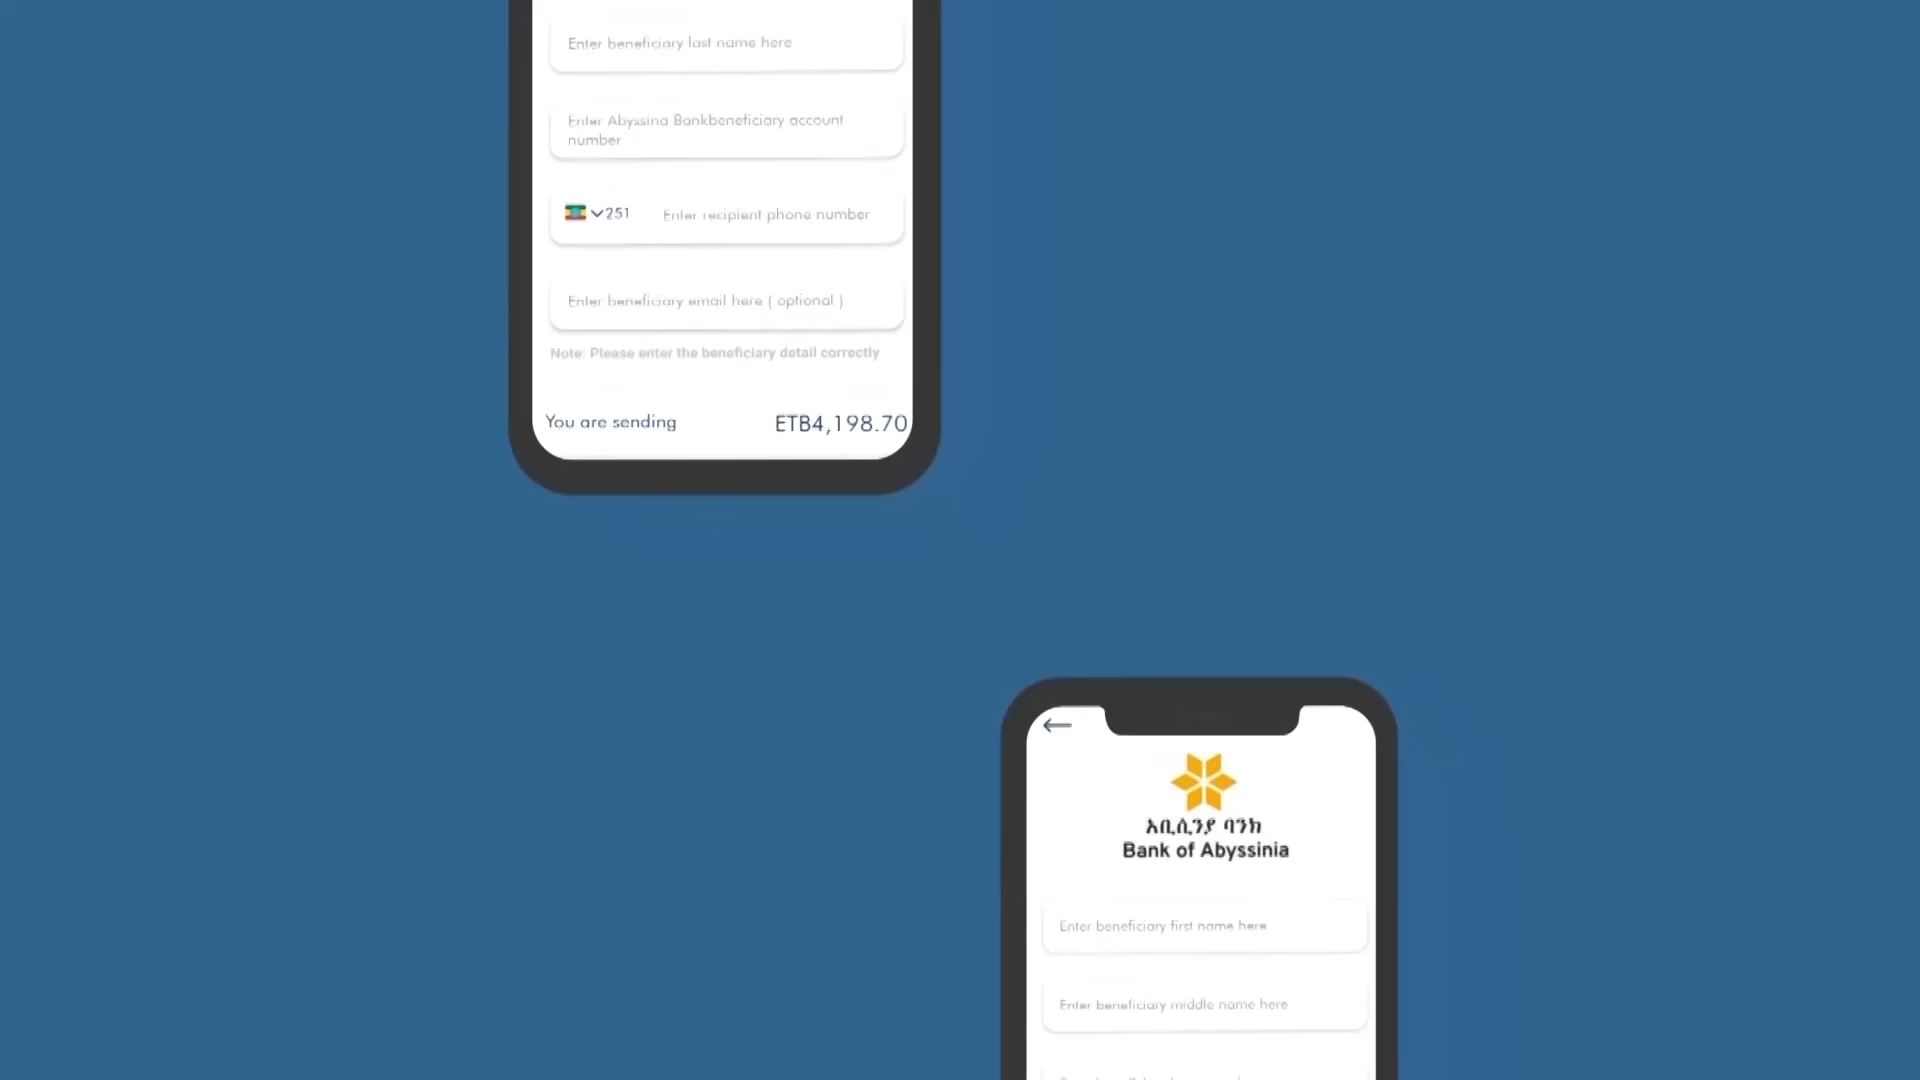 Enter beneficiary last name here
Enter Abyssina Bankbeneficiary account
number
251
Enter recipient phone number
Enter beneficiary email here ( optional )
Note: Please enter the beneficiary detail correctly
You are sending
ETB4,198.70
አቢሲንያ ባንክ
Bank of Abyssinia
Enter beneficiary first name here
Enter beneficiary middle name here